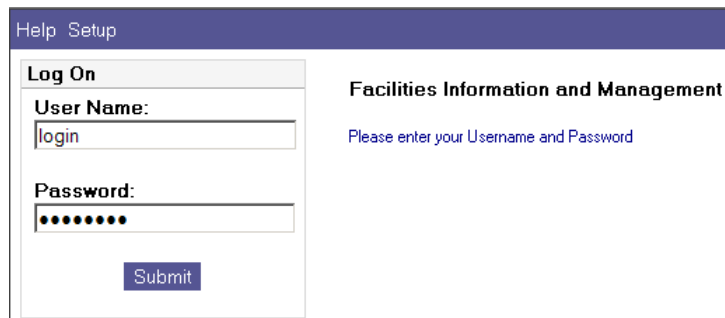 Help Setup
Log On
User Name:
login
Password:
••••••••
Submit
Facilities Information and Management
Please enter your Username and Password